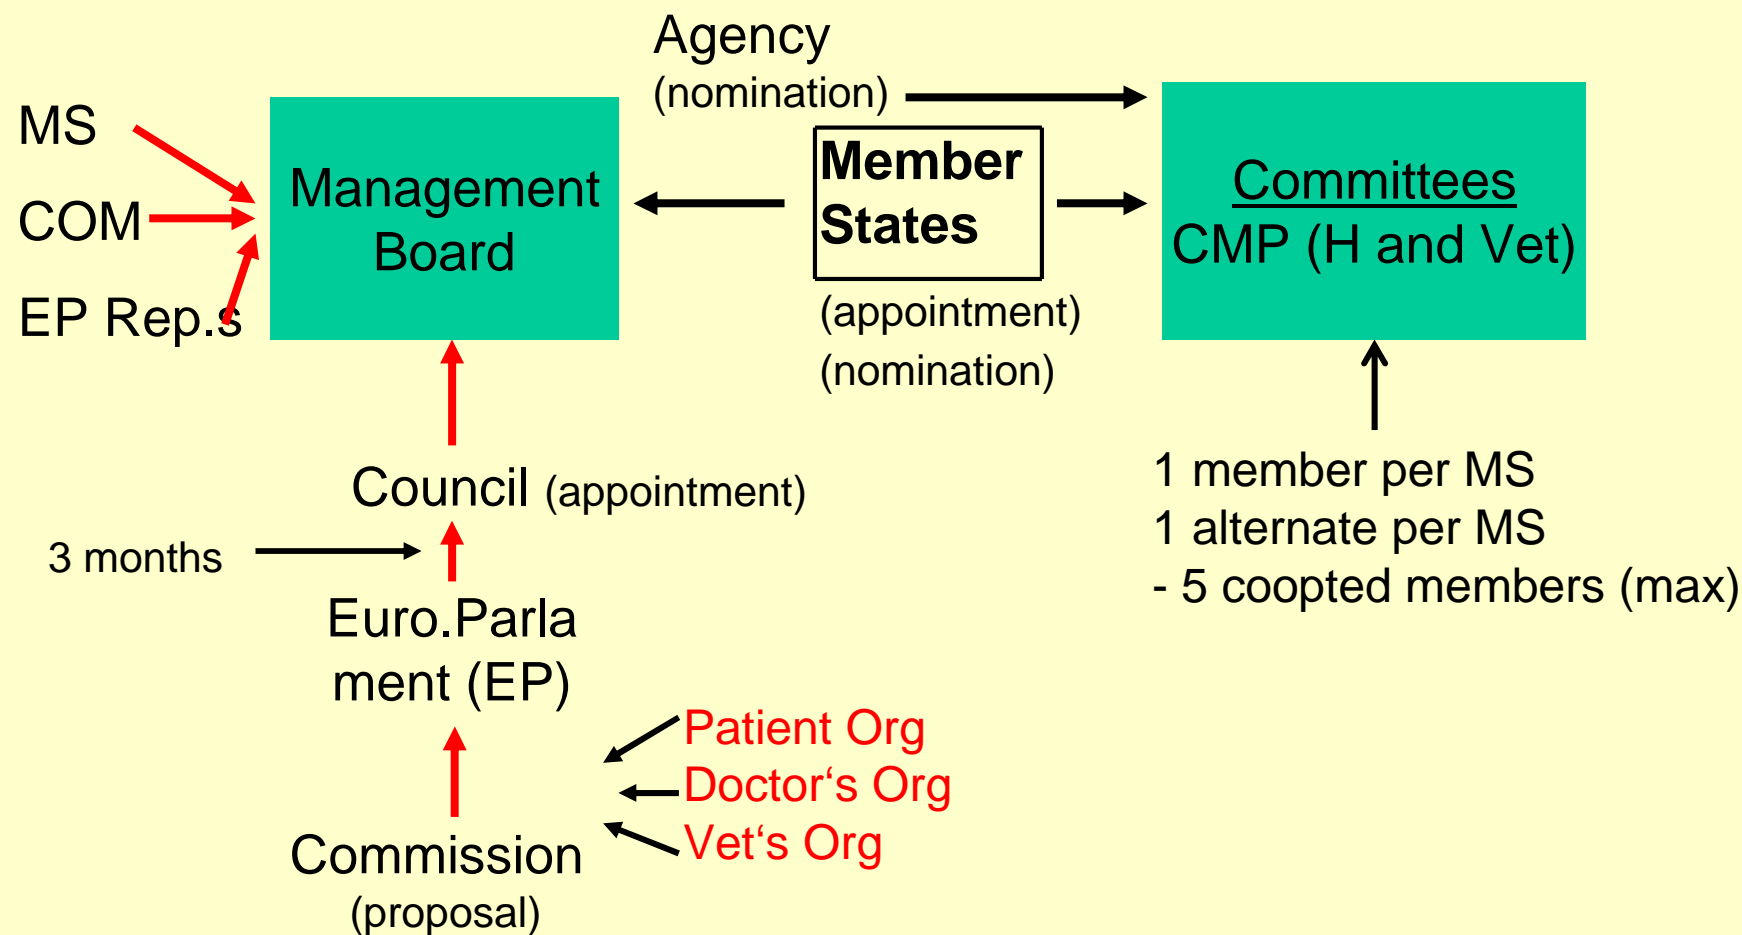 Agency
(nomination)
MS
COM
EP Rep.s
Management
Board
Member
States
(appointment)
(nomination)
Committees
CMP (H and Vet)
1 member per MS
1 alternate per MS
- 5 coopted members (max)
Council (appointment)
3 months
Euro.Parla
ment (EP)
Patient Org
Doctor‘s Org
Vet‘s Org
Commission
(proposal)